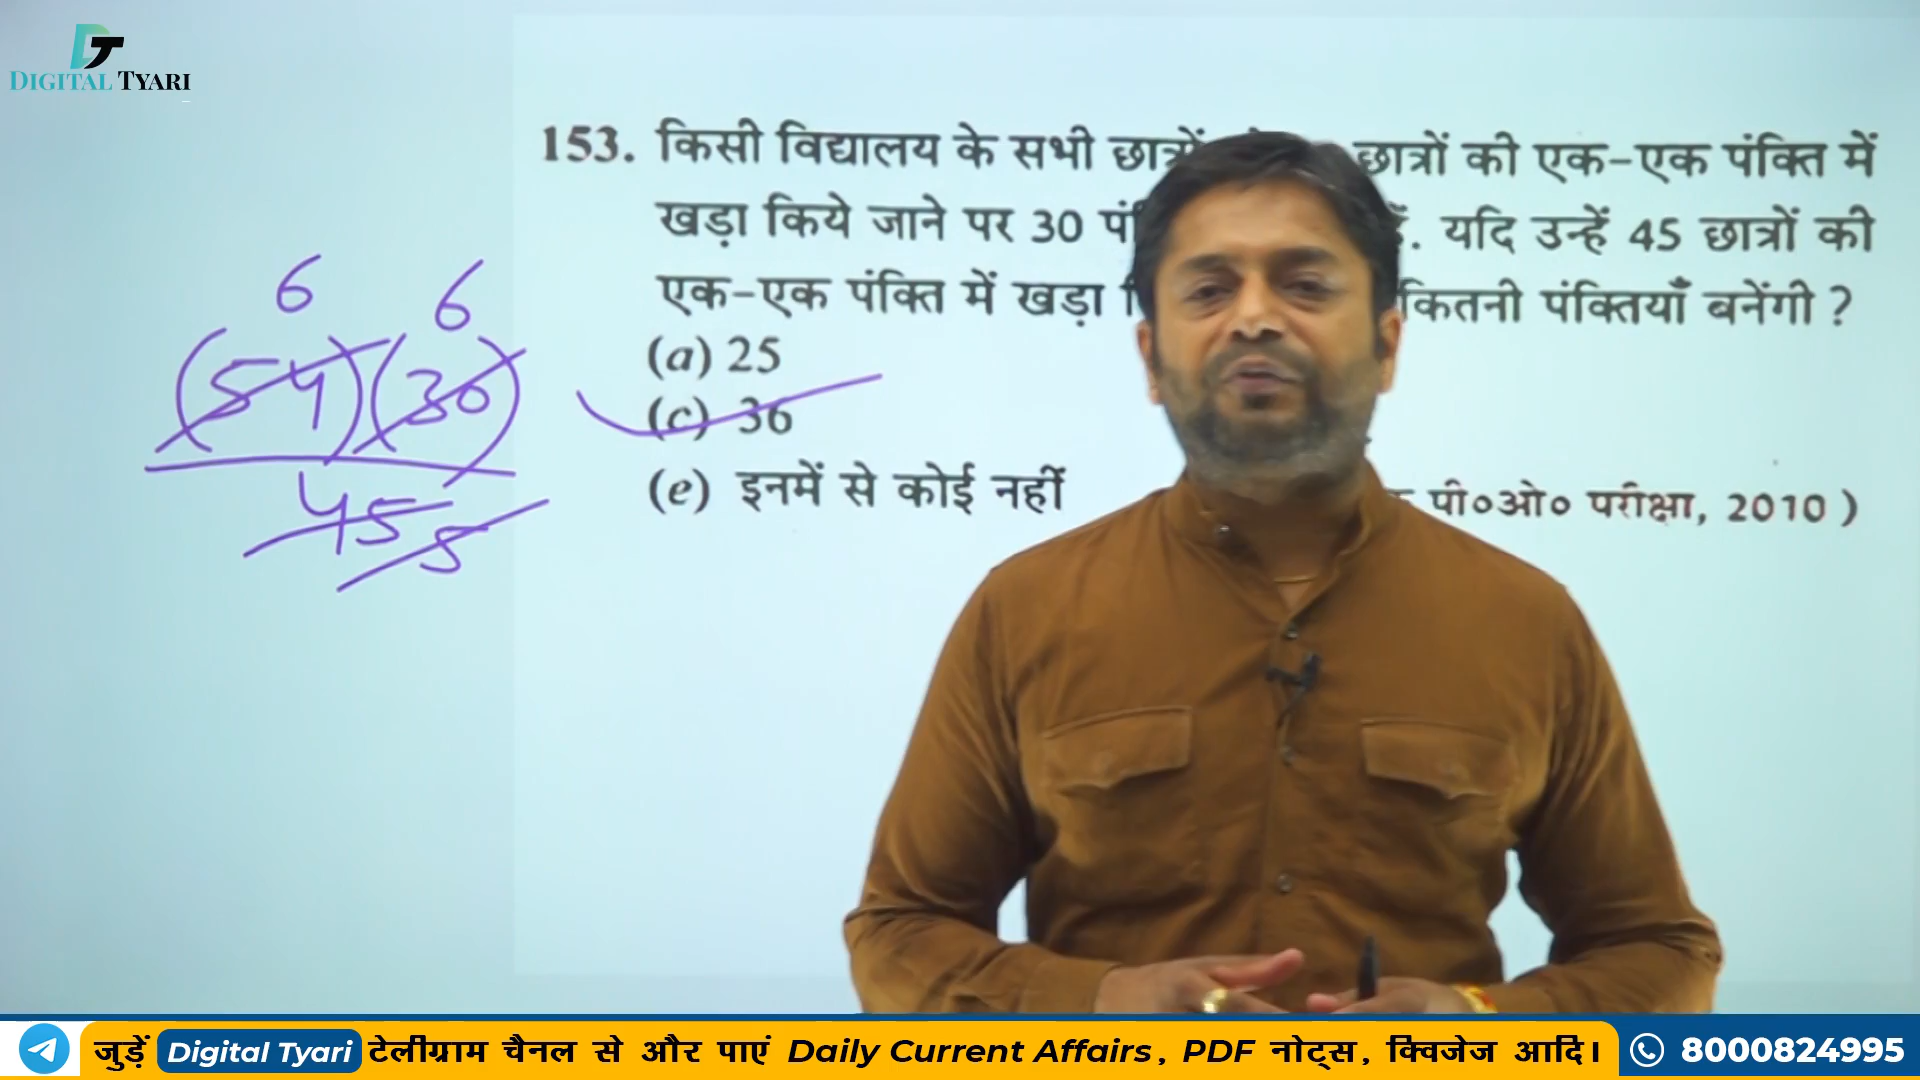 DT
DIGITAL TYARI
153. किसी विद्यालय के सभी छात्रों छात्रों की एक-एक पंक्ति में
खड़ा किये जाने पर 30 यदि उन्हें 45 छात्रों की
एक-एक पंक्ति में खड़ा कितनी पंक्तियाँ बनेंगी ?
(a) 25
(c) 36
(e) इनमें से कोई नहीं
पी०ओ० परीक्षा, 2010 )
6 6
(54) (30)
45
5
जुड़ें Digital Tyari टेलीग्राम चैनल से और पाएं Daily Current Affairs, PDF नोट्स, क्विजेज आदि। 8000824995